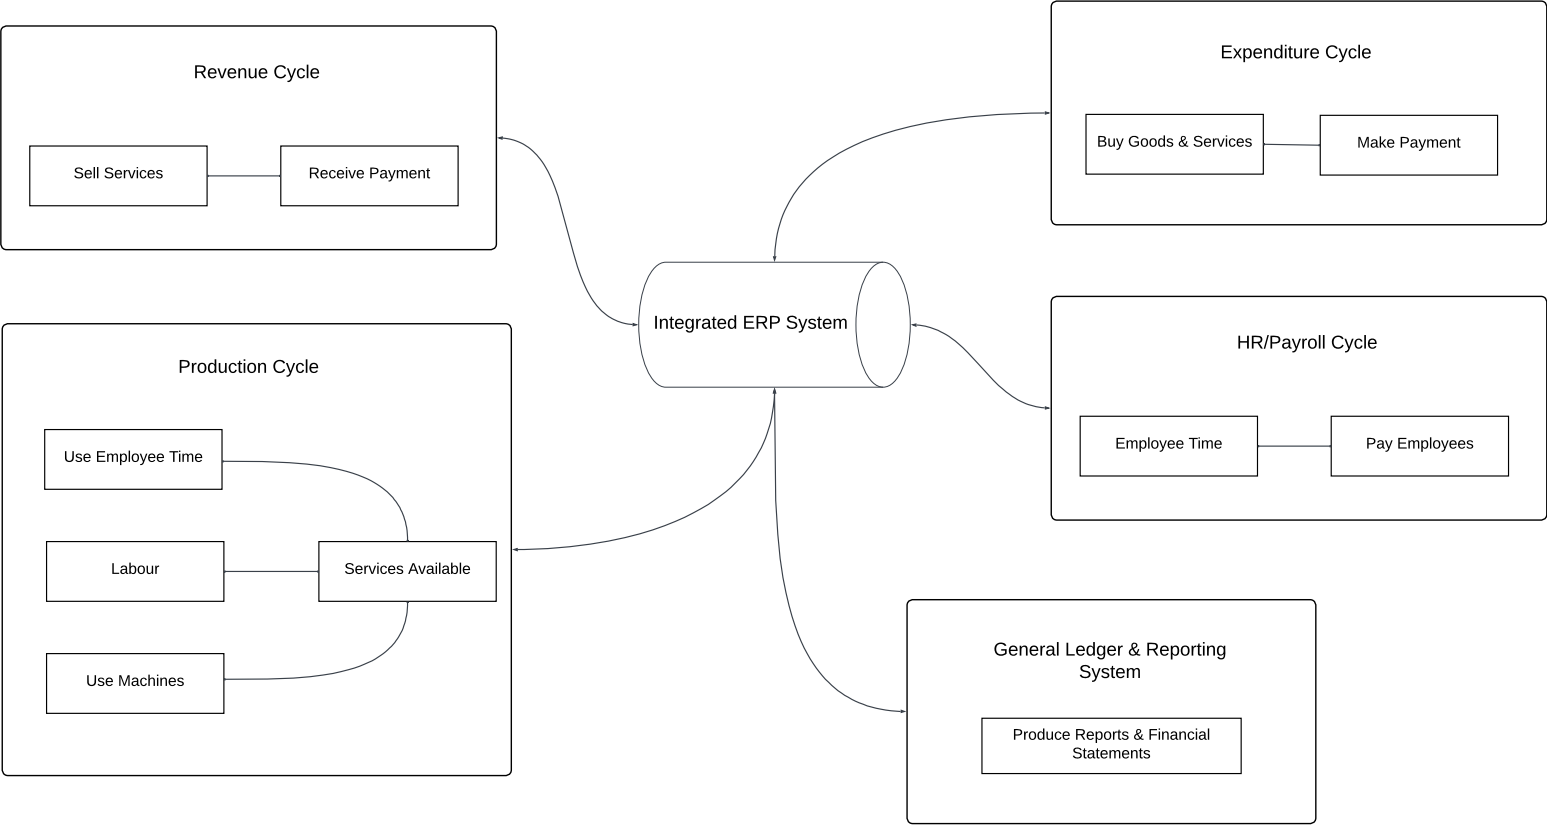 Revenue Cycle
Sell Services
Receive Payment
Expenditure Cycle
Buy Goods & Services
Make Payment
Integrated ERP System
Production Cycle
Use Employee Time
Labour
Services Available
Use Machines
HR/Payroll Cycle
Employee Time
Pay Employees
General Ledger & Reporting
System
Produce Reports & Financial
Statements